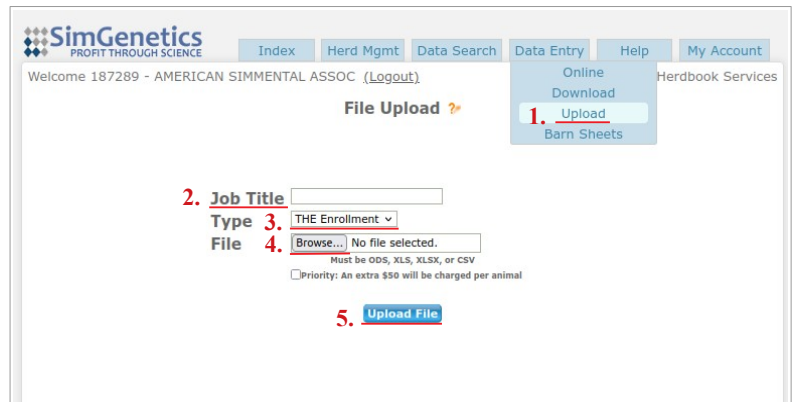 SimGenetics
PROFIT THROUGH SCIENCE
Index Herd Mgmt Data Search Data Entry Help My Account
Welcome 187289 - AMERICAN SIMMENTAL ASSOC (Logout) Herdbook Services
Online
Download
1. Upload
Barn Sheets
File Upload ?
2. Job Title
Type 3. THE Enrollment
File 4. Browse... No file selected.
Must be ODS, XLS, XLSX, or CSV
Priority: An extra $50 will be charged per animal
5. Upload File